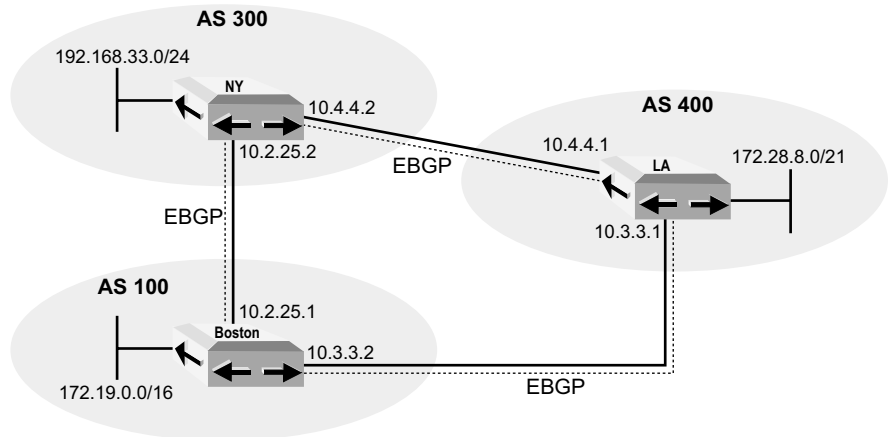 AS 300
192.168.33.0/24
NY
10.4.4.2
10.2.25.2
EBGP
AS 400
10.4.4.1
172.28.8.0/21
LA
10.3.3.1
EBGP
AS 100
10.2.25.1
Boston
10.3.3.2
172.19.0.0/16
EBGP